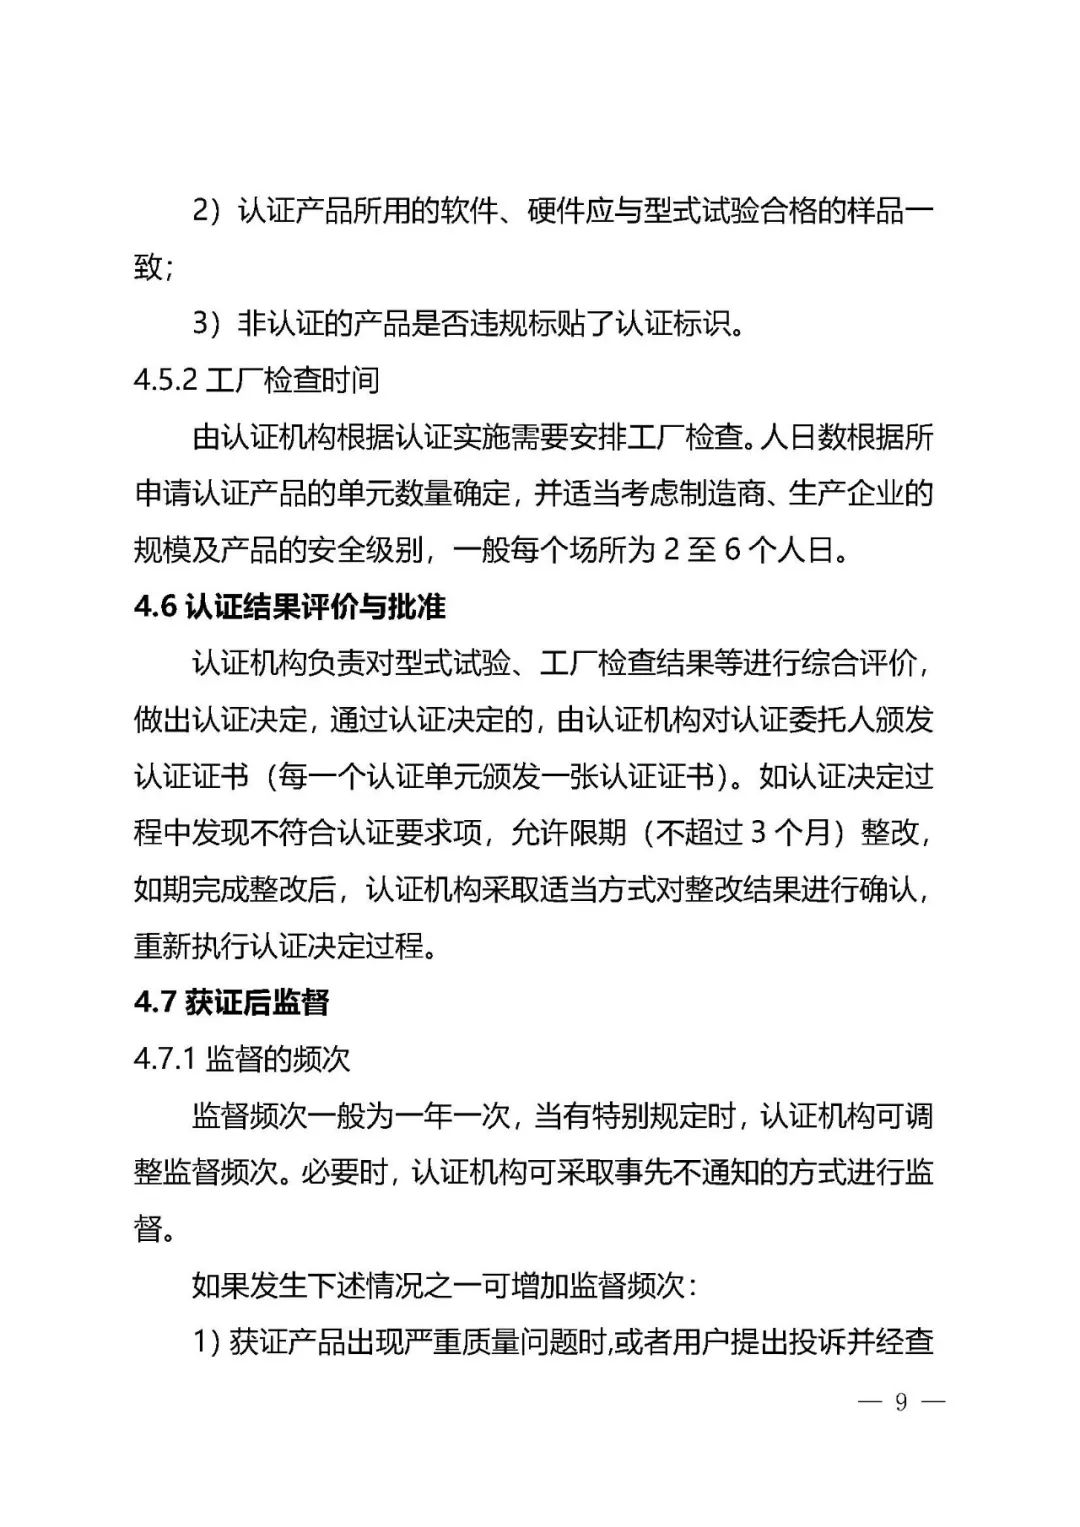 2）认证产品所用的软件、硬件应与型式试验合格的样品一
致；
3）非认证的产品是否违规标贴了认证标识。
4.5.2 工厂检查时间
由认证机构根据认证实施需要安排工厂检查。人日数根据所
申请认证产品的单元数量确定，并适当考虑制造商、生产企业的
规模及产品的安全级别，一般每个场所为 2 至 6 个人日。
4.6 认证结果评价与批准
认证机构负责对型式试验、工厂检查结果等进行综合评价，
做出认证决定，通过认证决定的，由认证机构对认证委托人颁发
认证证书（每一个认证单元颁发一张认证证书）。如认证决定过
程中发现不符合认证要求项，允许限期（不超过 3 个月）整改，
如期完成整改后，认证机构采取适当方式对整改结果进行确认，
重新执行认证决定过程。
4.7 获证后监督
4.7.1 监督的频次
监督频次一般为一年一次，当有特别规定时，认证机构可调
整监督频次。必要时，认证机构可采取事先不通知的方式进行监
督。
如果发生下述情况之一可增加监督频次：
1）获证产品出现严重质量问题时,或者用户提出投诉并经查
— 9 —